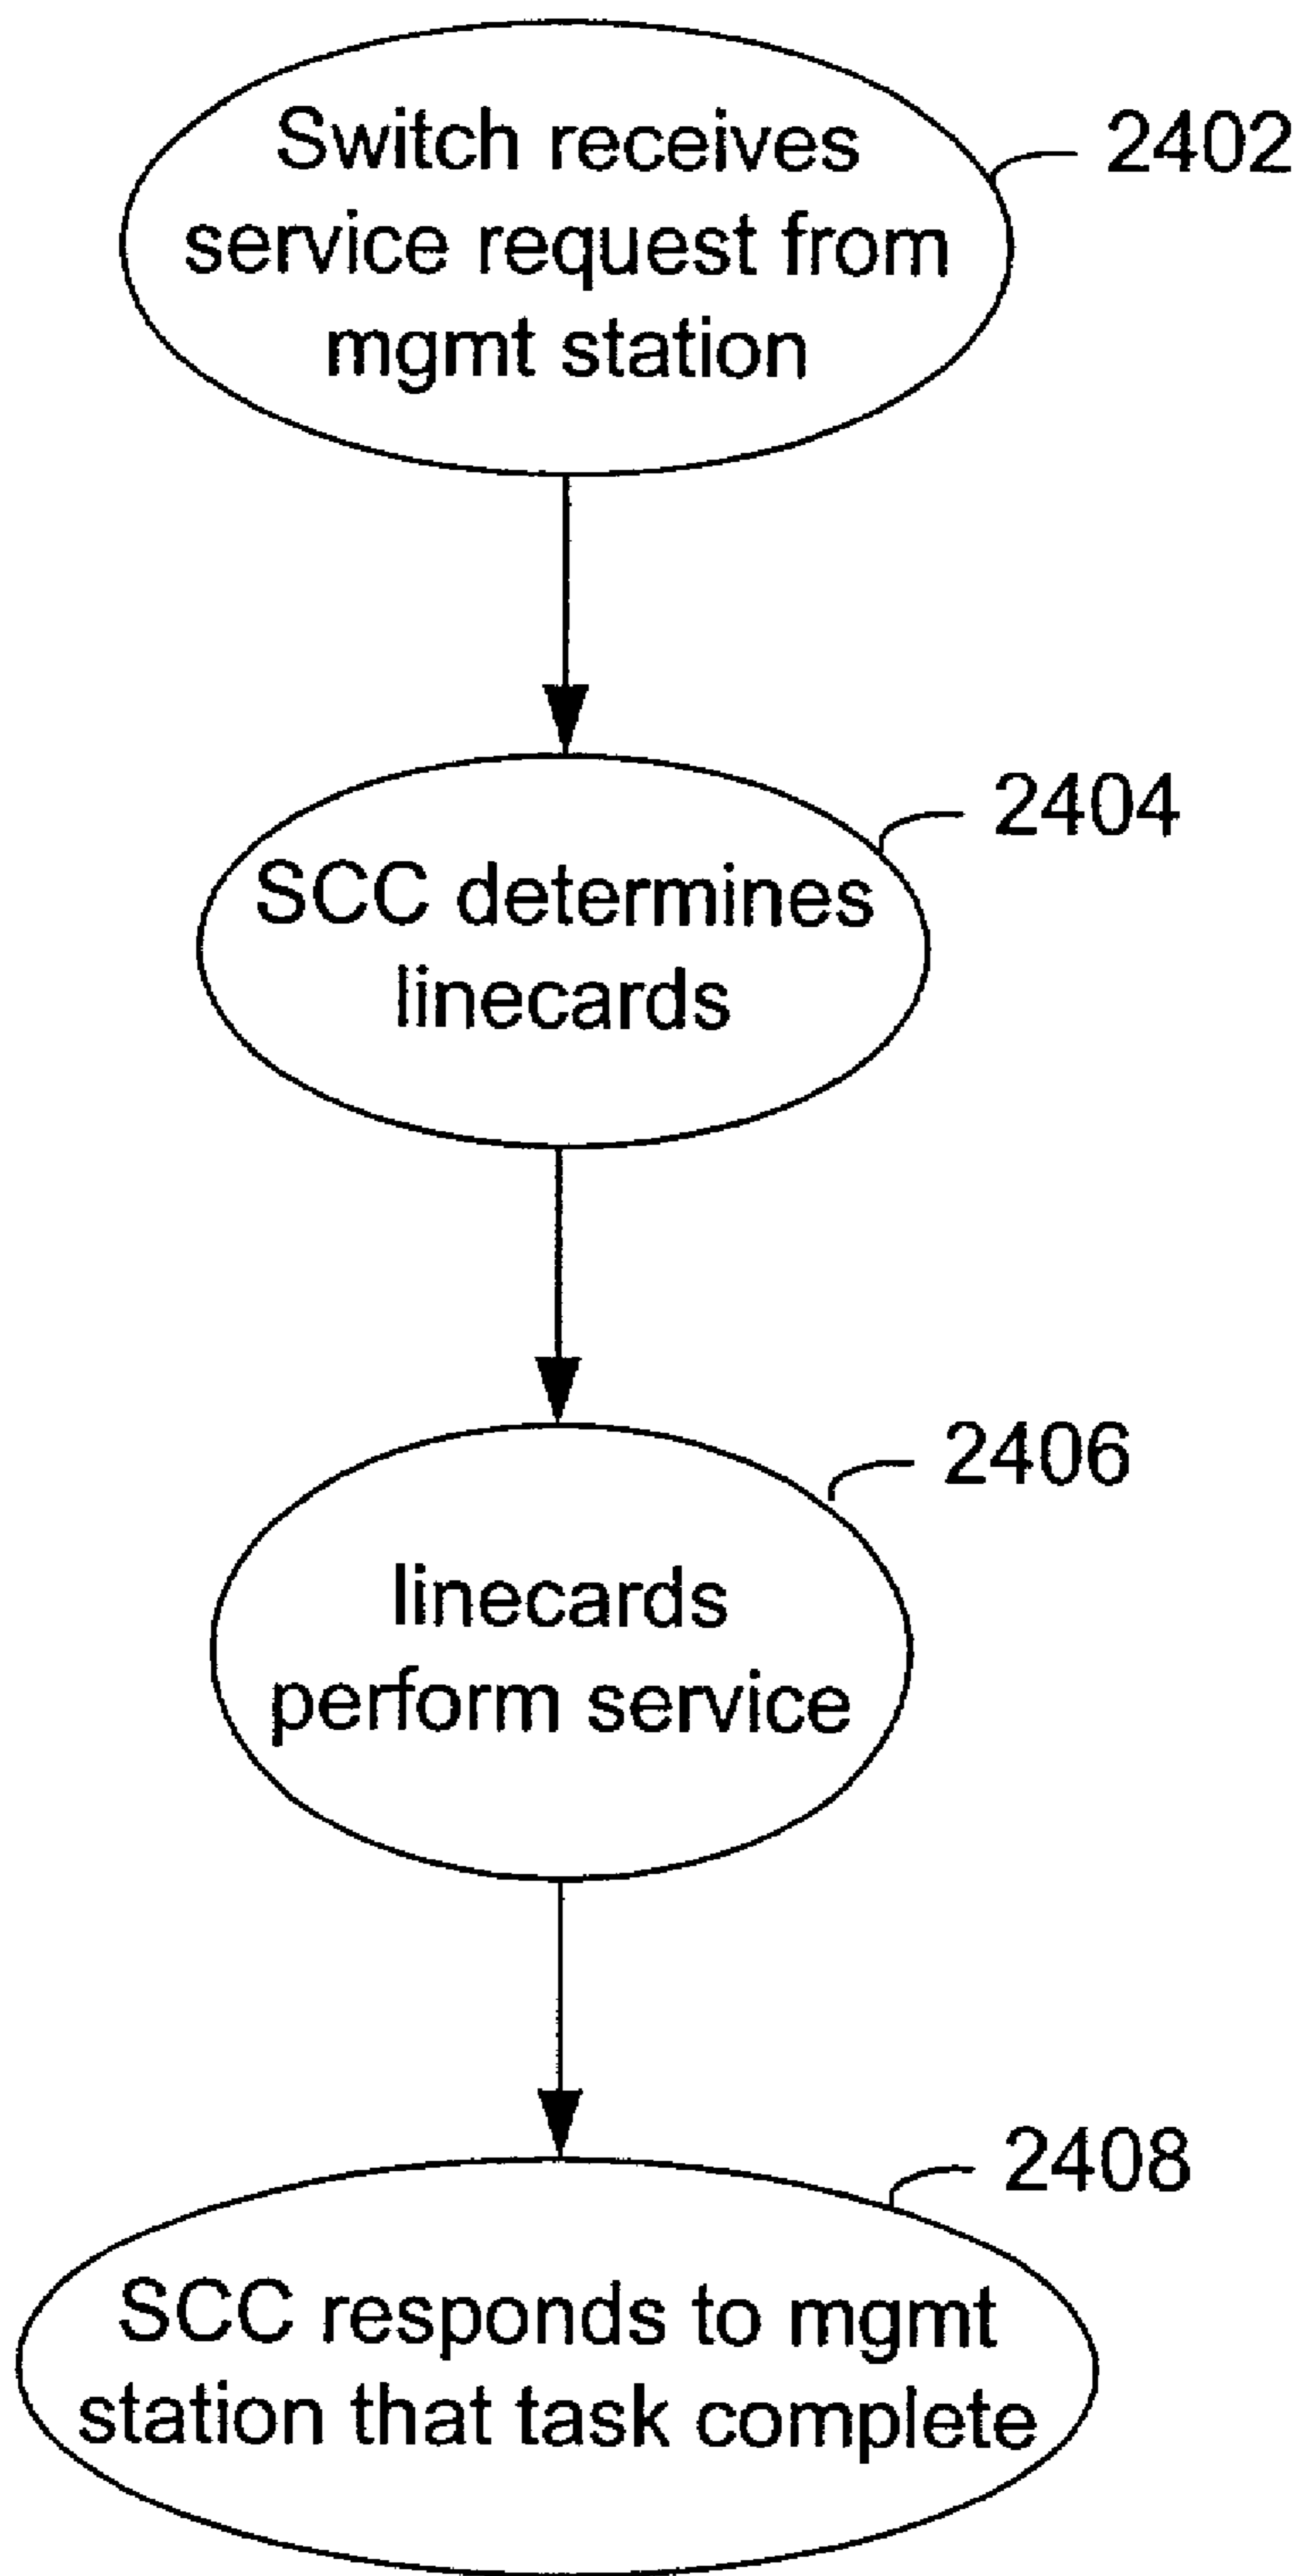 Switch receives
service request from
mgmt station
2402
SCC determines
linecards
2404
linecards
perform service
2406
SCC responds to mgmt
station that task complete
2408